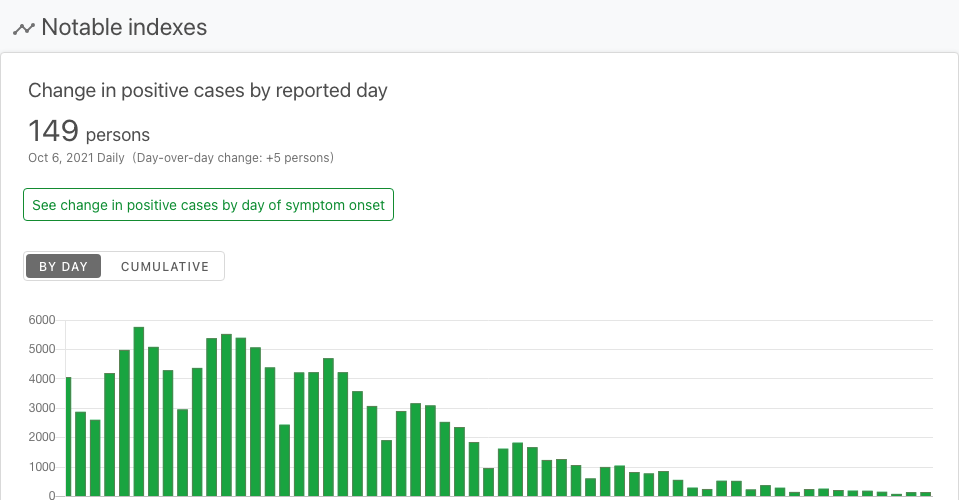 Notable indexes
Change in positive cases by reported day
149 persons
Oct 6, 2021 Daily (Day-over-day change: +5 persons)
See change in positive cases by day of symptom onset
BY DAY CUMULATIVE
6000
5000
4000
3000
2000
1000
0